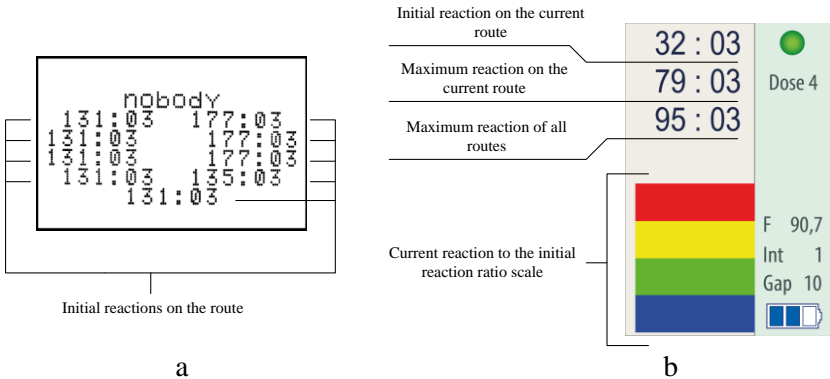 nobody
131:03 177:03
131:03 177:03
131:03 177:03
131:03 135:03
131:03
Initial reactions on the route
a
Initial reaction on the current
route
Maximum reaction on the
current route
Maximum reaction of all
routes
Current reaction to the initial
reaction ratio scale
32 : 03
79 : 03
95 : 03
Dose 4
F 90,7
Int 1
Gap 10
b